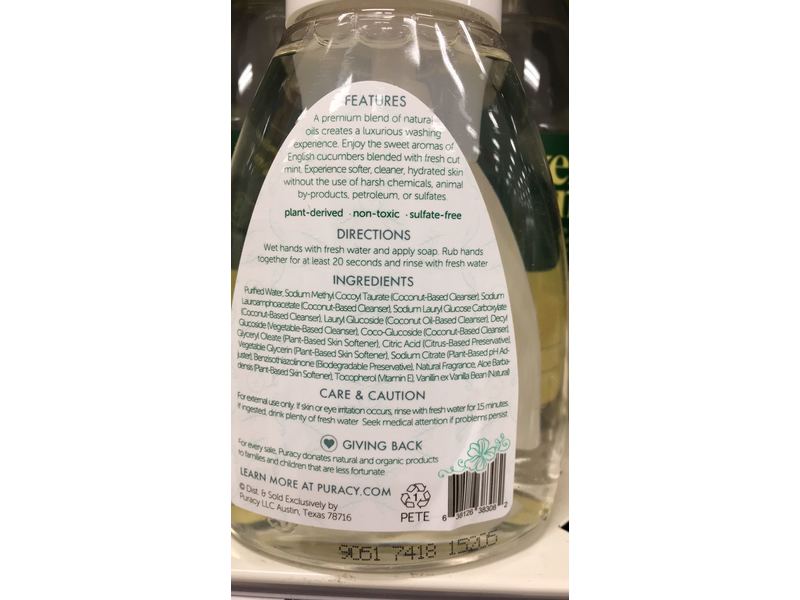 FEATURES
A premium blend of natural
oils creates a luxurious washing
experience. Enjoy the sweet aromas of
English cucumbers blended with fresh cut
mint. Experience softer, cleaner, hydrated skin
without the use of harsh chemicals, animal
by-products, petroleum, or sulfates.
plant-derived · non-toxic · sulfate-free
DIRECTIONS
Wet hands with fresh water and apply soap. Rub hands
together for at least 20 seconds and rinse with fresh water
INGREDIENTS
Purified Water, Sodium Methyl Cocoyl Taurate (Coconut-Based Cleanser), Sodium
Lauroamphoacetate (Coconut-Based Cleanser), Sodium Lauryl Glucose Carboxylate
(Coconut-Based Cleanser), Lauryl Glucoside (Coconut Oil-Based Cleanser), Decyl
Glucoside (Vegetable-Based Cleanser), Coco-Glucoside (Coconut-Based Cleanser),
Glyceryl Oleate (Plant-Based Skin Softener), Citric Acid (Citrus-Based Preservative),
Vegetable Glycerin (Plant-Based Skin Softener), Sodium Citrate (Plant-Based pH Ad-
juster), Benzisothiazolinone (Biodegradable Preservative), Natural Fragrance, Aloe Barba-
densis (Plant-Based Skin Softener), Tocopherol (Vitamin E), Vanillin ex Vanilla Bean (Natural)
CARE & CAUTION
For external use only. If skin or eye irritation occurs, rinse with fresh water for 15 minutes.
If ingested, drink plenty of fresh water. Seek medical attention if problems persist.
GIVING BACK
For every sale, Puracy donates natural and organic products
to families and children that are less fortunate.
LEARN MORE AT PURACY.COM
© Dist. & Sold Exclusively by
Puracy LLC Austin, Texas 78716
1
PETE
6 38126 38308 2
9051 7418 15206